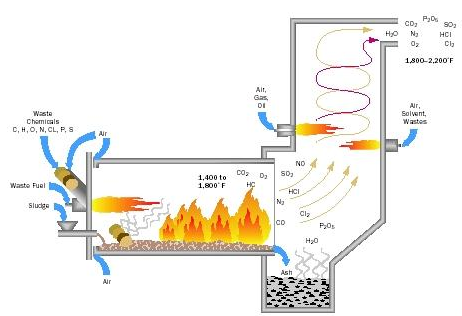 CO₂ P₂O₅ SO₂
H₂O N₂ HCl
O₂ Cl₂
1,800–2,200°F
Air,
Gas,
Oil
Air,
Solvent,
Wastes
Waste
Chemicals
C, H, O, N, CL, P, S
Air
Waste Fuel
Sludge
Air
1,400 to
1,800°F
CO₂ O₂
HC
NO
SO₂
HCl
N₂
Cl₂
CO
P₂O₅
H₂O
Ash